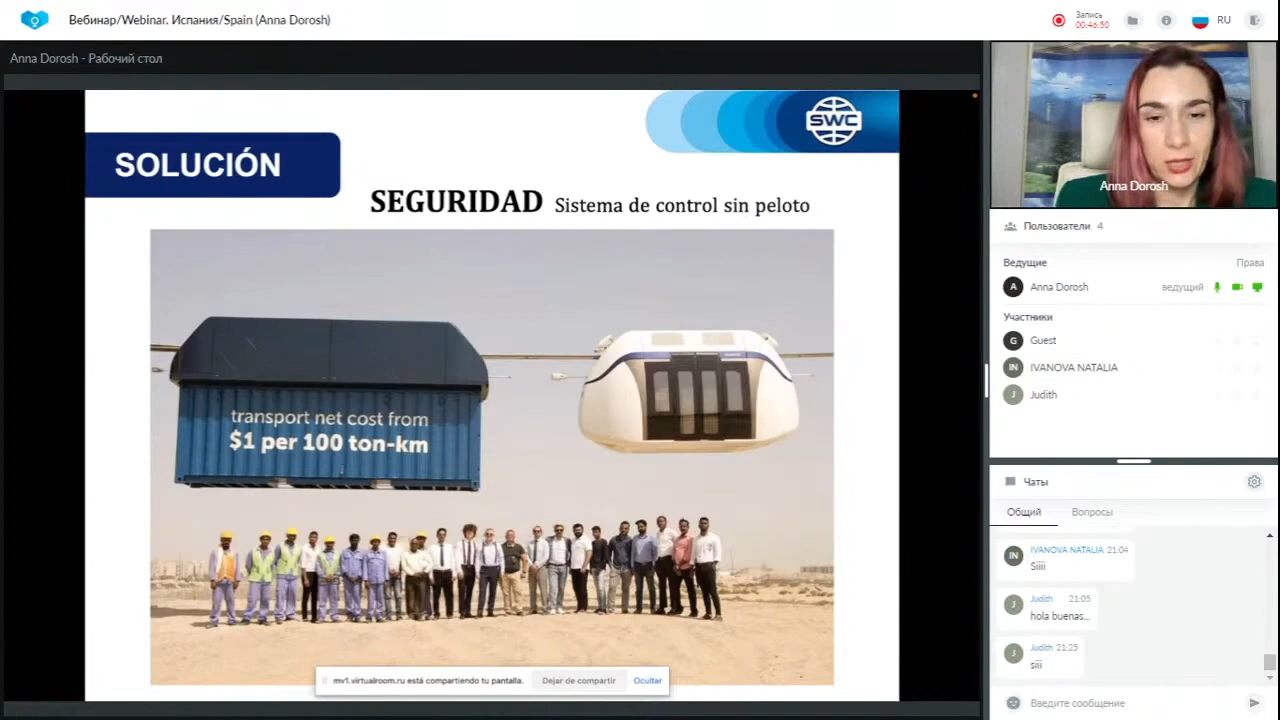 Вебинар/Webinar. Испания/Spain (Anna Dorosh)
Запись
00:46:50
RU
Anna Dorosh - Рабочий стол
SWC
SOLUCIÓN
SEGURIDAD Sistema de control sin peloto
transport net cost from
$1 per 100 ton-km
mv1.virtualroom.ru está compartiendo tu pantalla.
Dejar de compartir
Ocultar
Anna Dorosh
Пользователи 4
Ведущие
Права
A
Anna Dorosh
ведущий
Участники
G
Guest
IN
IVANOVA NATALIA
J
Judith
Чаты
Общий
Вопросы
IN
IVANOVA NATALIA 21:04
Siiii
J
Judith 21:05
hola buenas...
J
Judith 21:25
siii
Введите сообщение